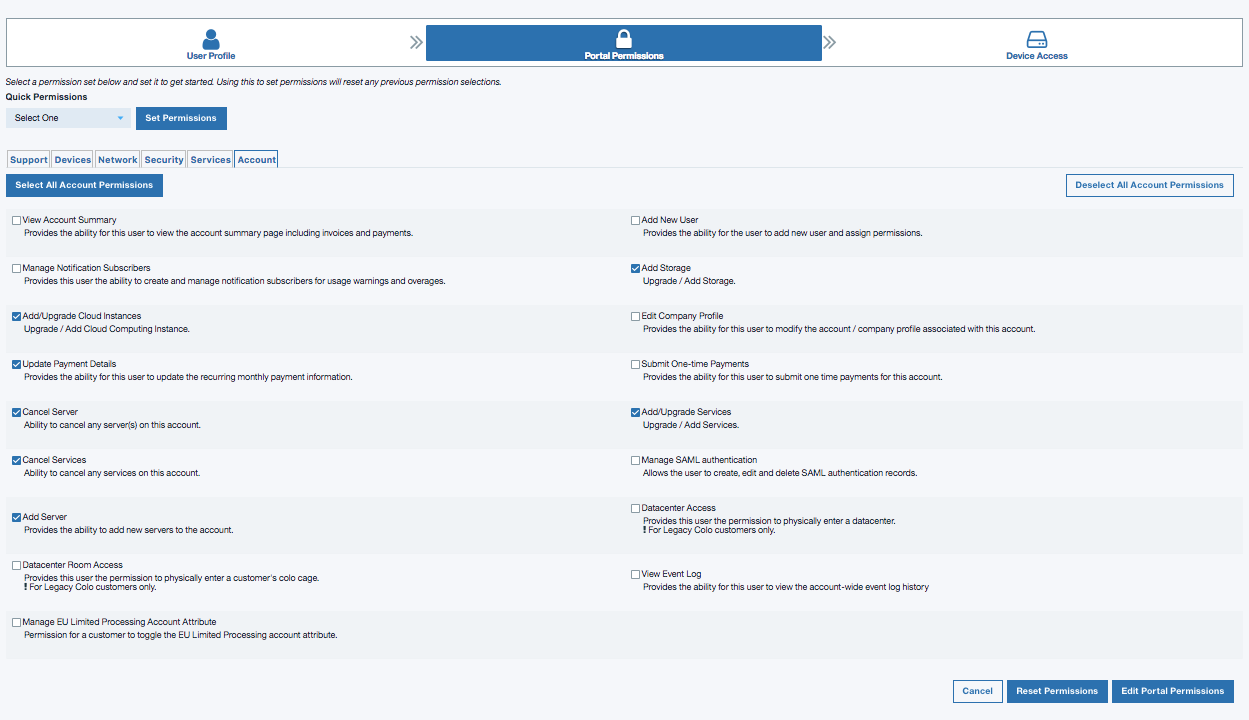 User Profile
Portal Permissions
Device Access
Select a permission set below and set it to get started. Using this to set permissions will reset any previous permission selections.
Quick Permissions
Select One
Set Permissions
Support
Devices
Network
Security
Services
Account
Select All Account Permissions
Deselect All Account Permissions
View Account Summary
Provides the ability for this user to view the account summary page including invoices and payments.
Add New User
Provides the ability for the user to add new user and assign permissions.
Manage Notification Subscribers
Provides this user the ability to create and manage notification subscribers for usage warnings and overages.
Add Storage
Upgrade / Add Storage.
Add/Upgrade Cloud Instances
Upgrade / Add Cloud Computing Instance.
Edit Company Profile
Provides the ability for this user to modify the account / company profile associated with this account.
Update Payment Details
Provides the ability for this user to update the recurring monthly payment information.
Submit One-time Payments
Provides the ability for this user to submit one time payments for this account.
Cancel Server
Ability to cancel any server(s) on this account.
Add/Upgrade Services
Upgrade / Add Services.
Cancel Services
Ability to cancel any services on this account.
Manage SAML authentication
Allows the user to create, edit and delete SAML authentication records.
Add Server
Provides the ability to add new servers to the account.
Datacenter Access
Provides this user the permission to physically enter a datacenter.
! For Legacy Colo customers only.
Datacenter Room Access
Provides this user the permission to physically enter a customer's colo cage.
! For Legacy Colo customers only.
View Event Log
Provides the ability for this user to view the account-wide event log history
Manage EU Limited Processing Account Attribute
Permission for a customer to toggle the EU Limited Processing account attribute.
Cancel
Reset Permissions
Edit Portal Permissions